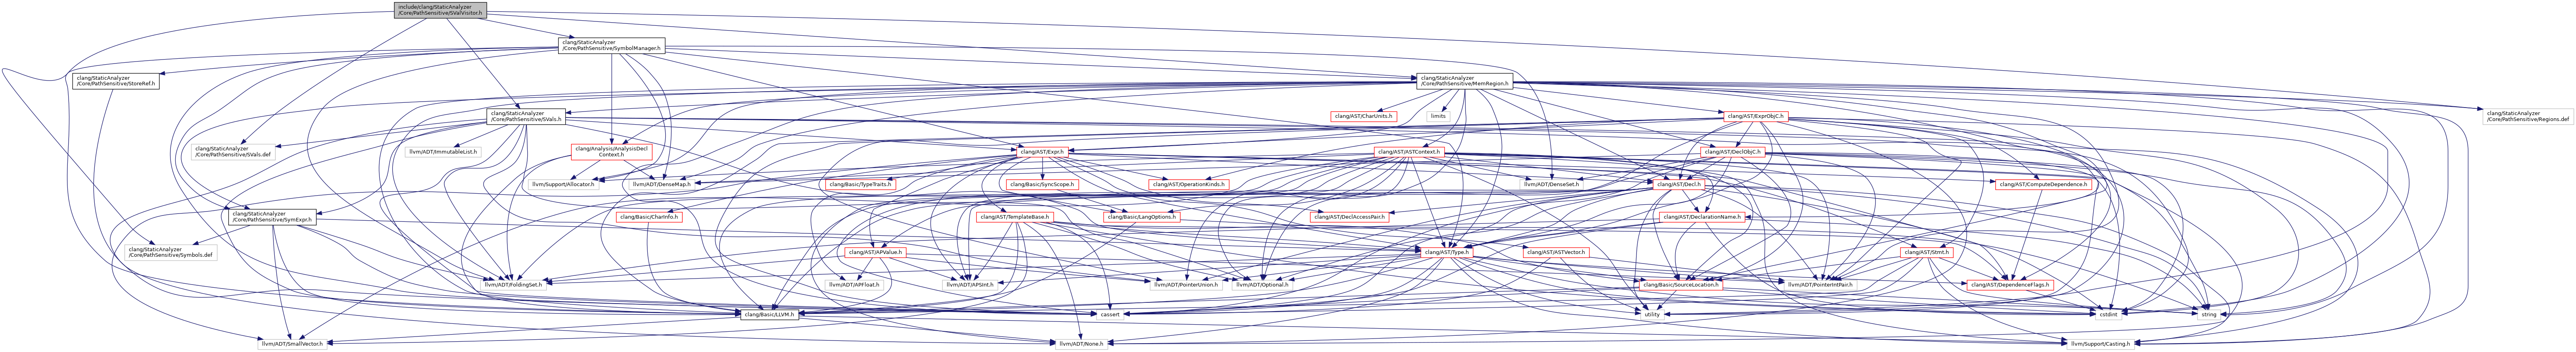 include/clang/StaticAnalyzer
/Core/PathSensitive/SValVisitor.h
clang/StaticAnalyzer
/Core/PathSensitive/SymbolManager.h
clang/StaticAnalyzer
/Core/PathSensitive/StoreRef.h
clang/StaticAnalyzer
/Core/PathSensitive/MemRegion.h
clang/StaticAnalyzer
/Core/PathSensitive/SVals.h
clang/AST/CharUnits.h
limits
clang/AST/ExprObjC.h
clang/StaticAnalyzer
/Core/PathSensitive/Regions.def
clang/StaticAnalyzer
/Core/PathSensitive/SVals.def
llvm/ADT/ImmutableList.h
clang/Analysis/AnalysisDecl
Context.h
clang/AST/Expr.h
clang/AST/ASTContext.h
clang/AST/DeclObjC.h
llvm/Support/Allocator.h
llvm/ADT/DenseMap.h
clang/Basic/TypeTraits.h
clang/Basic/SyncScope.h
clang/AST/OperationKinds.h
llvm/ADT/DenseSet.h
clang/AST/Decl.h
clang/AST/ComputeDependence.h
clang/StaticAnalyzer
/Core/PathSensitive/SymExpr.h
clang/Basic/CharInfo.h
clang/AST/TemplateBase.h
clang/Basic/LangOptions.h
clang/AST/DeclAccessPair.h
clang/AST/DeclarationName.h
clang/StaticAnalyzer
/Core/PathSensitive/Symbols.def
clang/AST/APValue.h
clang/AST/Type.h
clang/AST/ASTVector.h
clang/AST/Stmt.h
llvm/ADT/FoldingSet.h
llvm/ADT/APFloat.h
llvm/ADT/APSInt.h
llvm/ADT/PointerUnion.h
llvm/ADT/Optional.h
clang/Basic/SourceLocation.h
llvm/ADT/PointerIntPair.h
clang/AST/DependenceFlags.h
clang/Basic/LLVM.h
cassert
utility
cstdint
string
llvm/ADT/SmallVector.h
llvm/ADT/None.h
llvm/Support/Casting.h